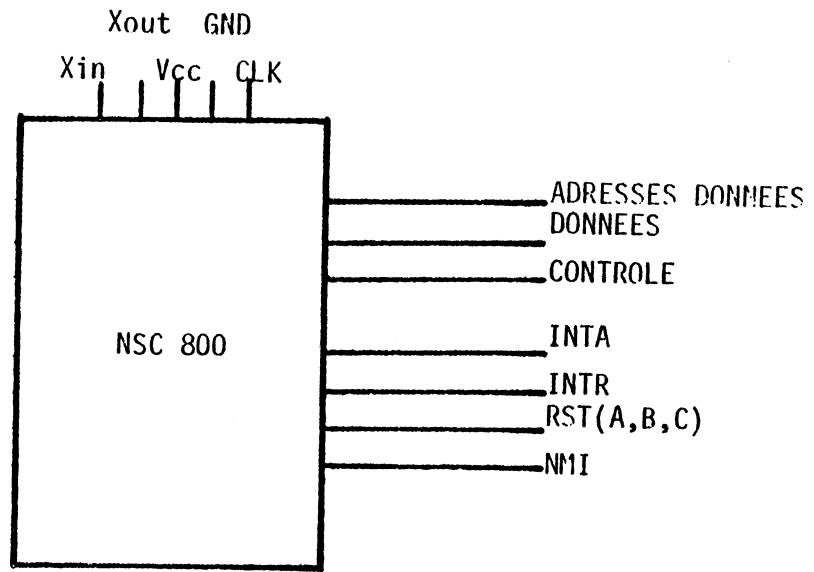 Xout GND
Xin Vcc CLK
ADRESSES DONNEES
DONNEES
CONTROLE
NSC 800
INTA
INTR
RST(A,B,C)
NMI